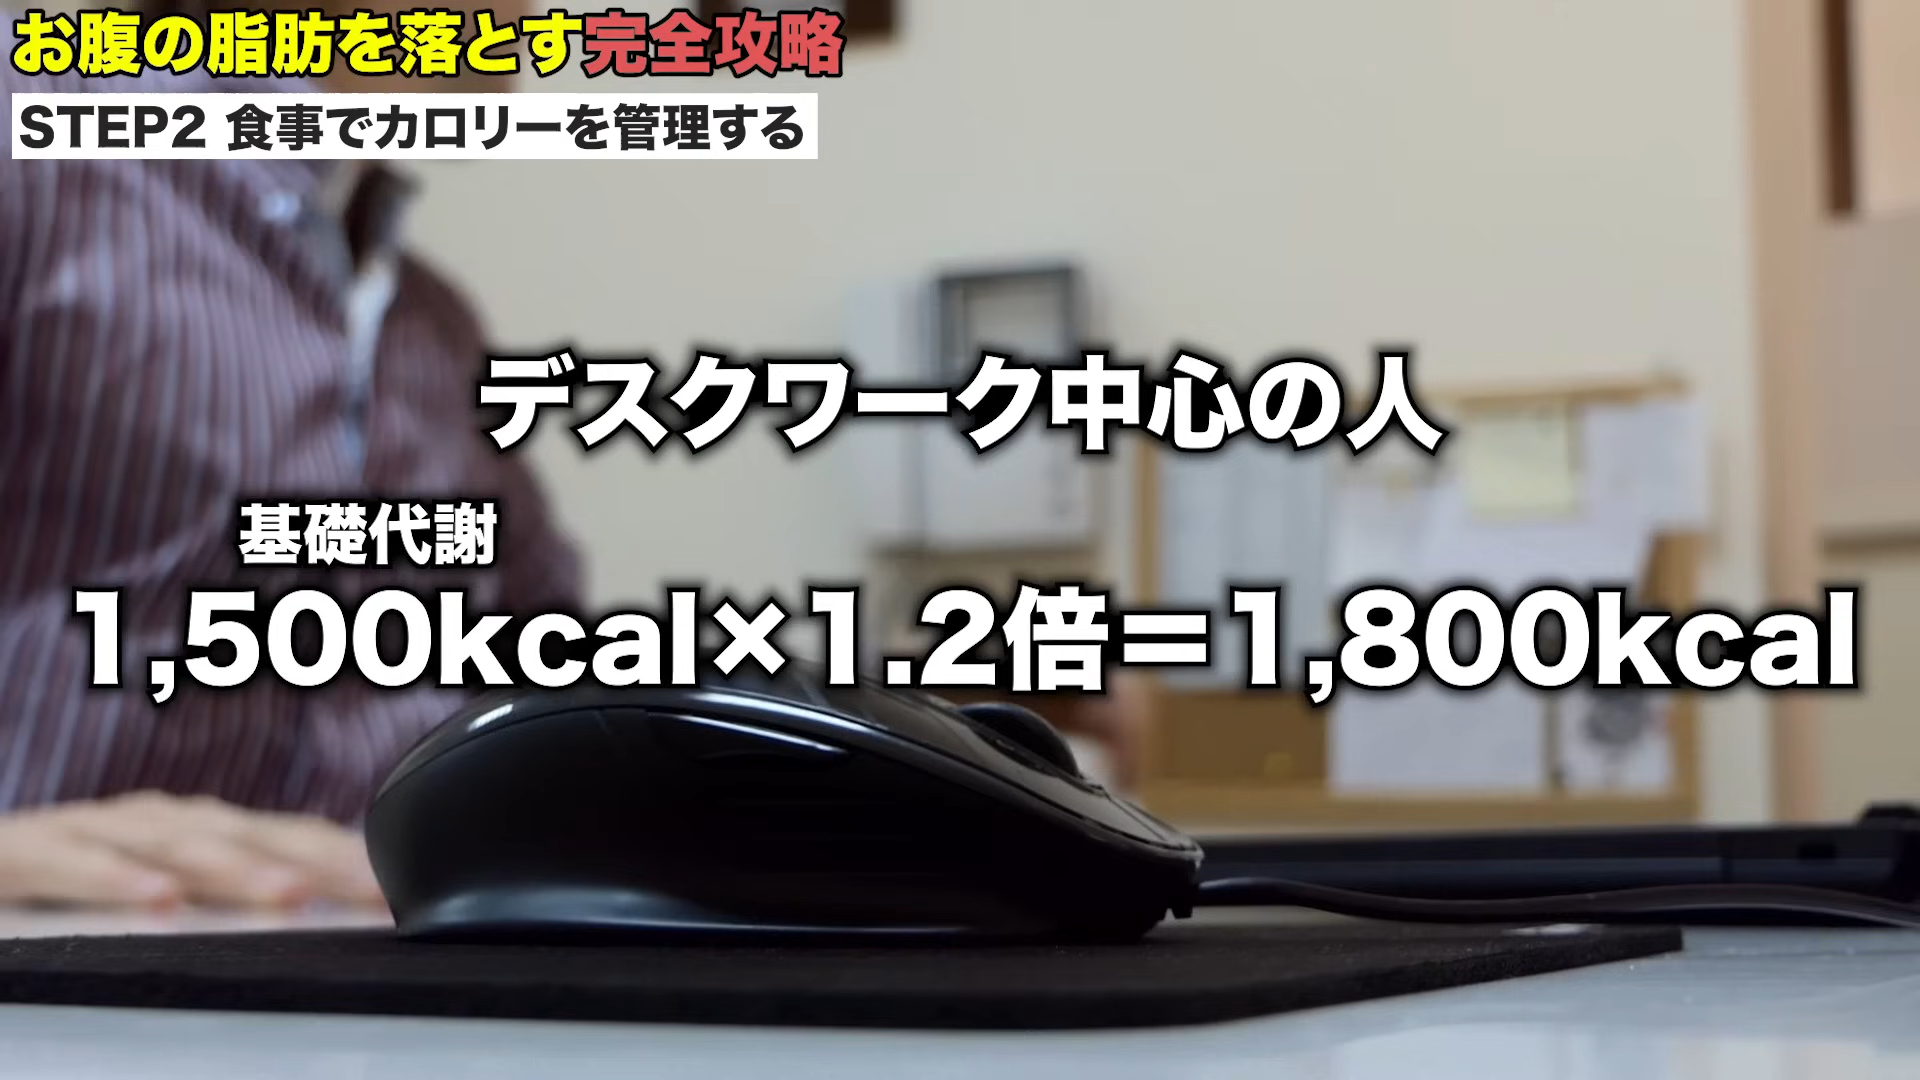 お腹の脂肪を落とす完全攻略
STEP2 食事でカロリーを管理する
デスクワーク中心の人
基礎代謝
1,500kcal×1.2倍=1,800kcal